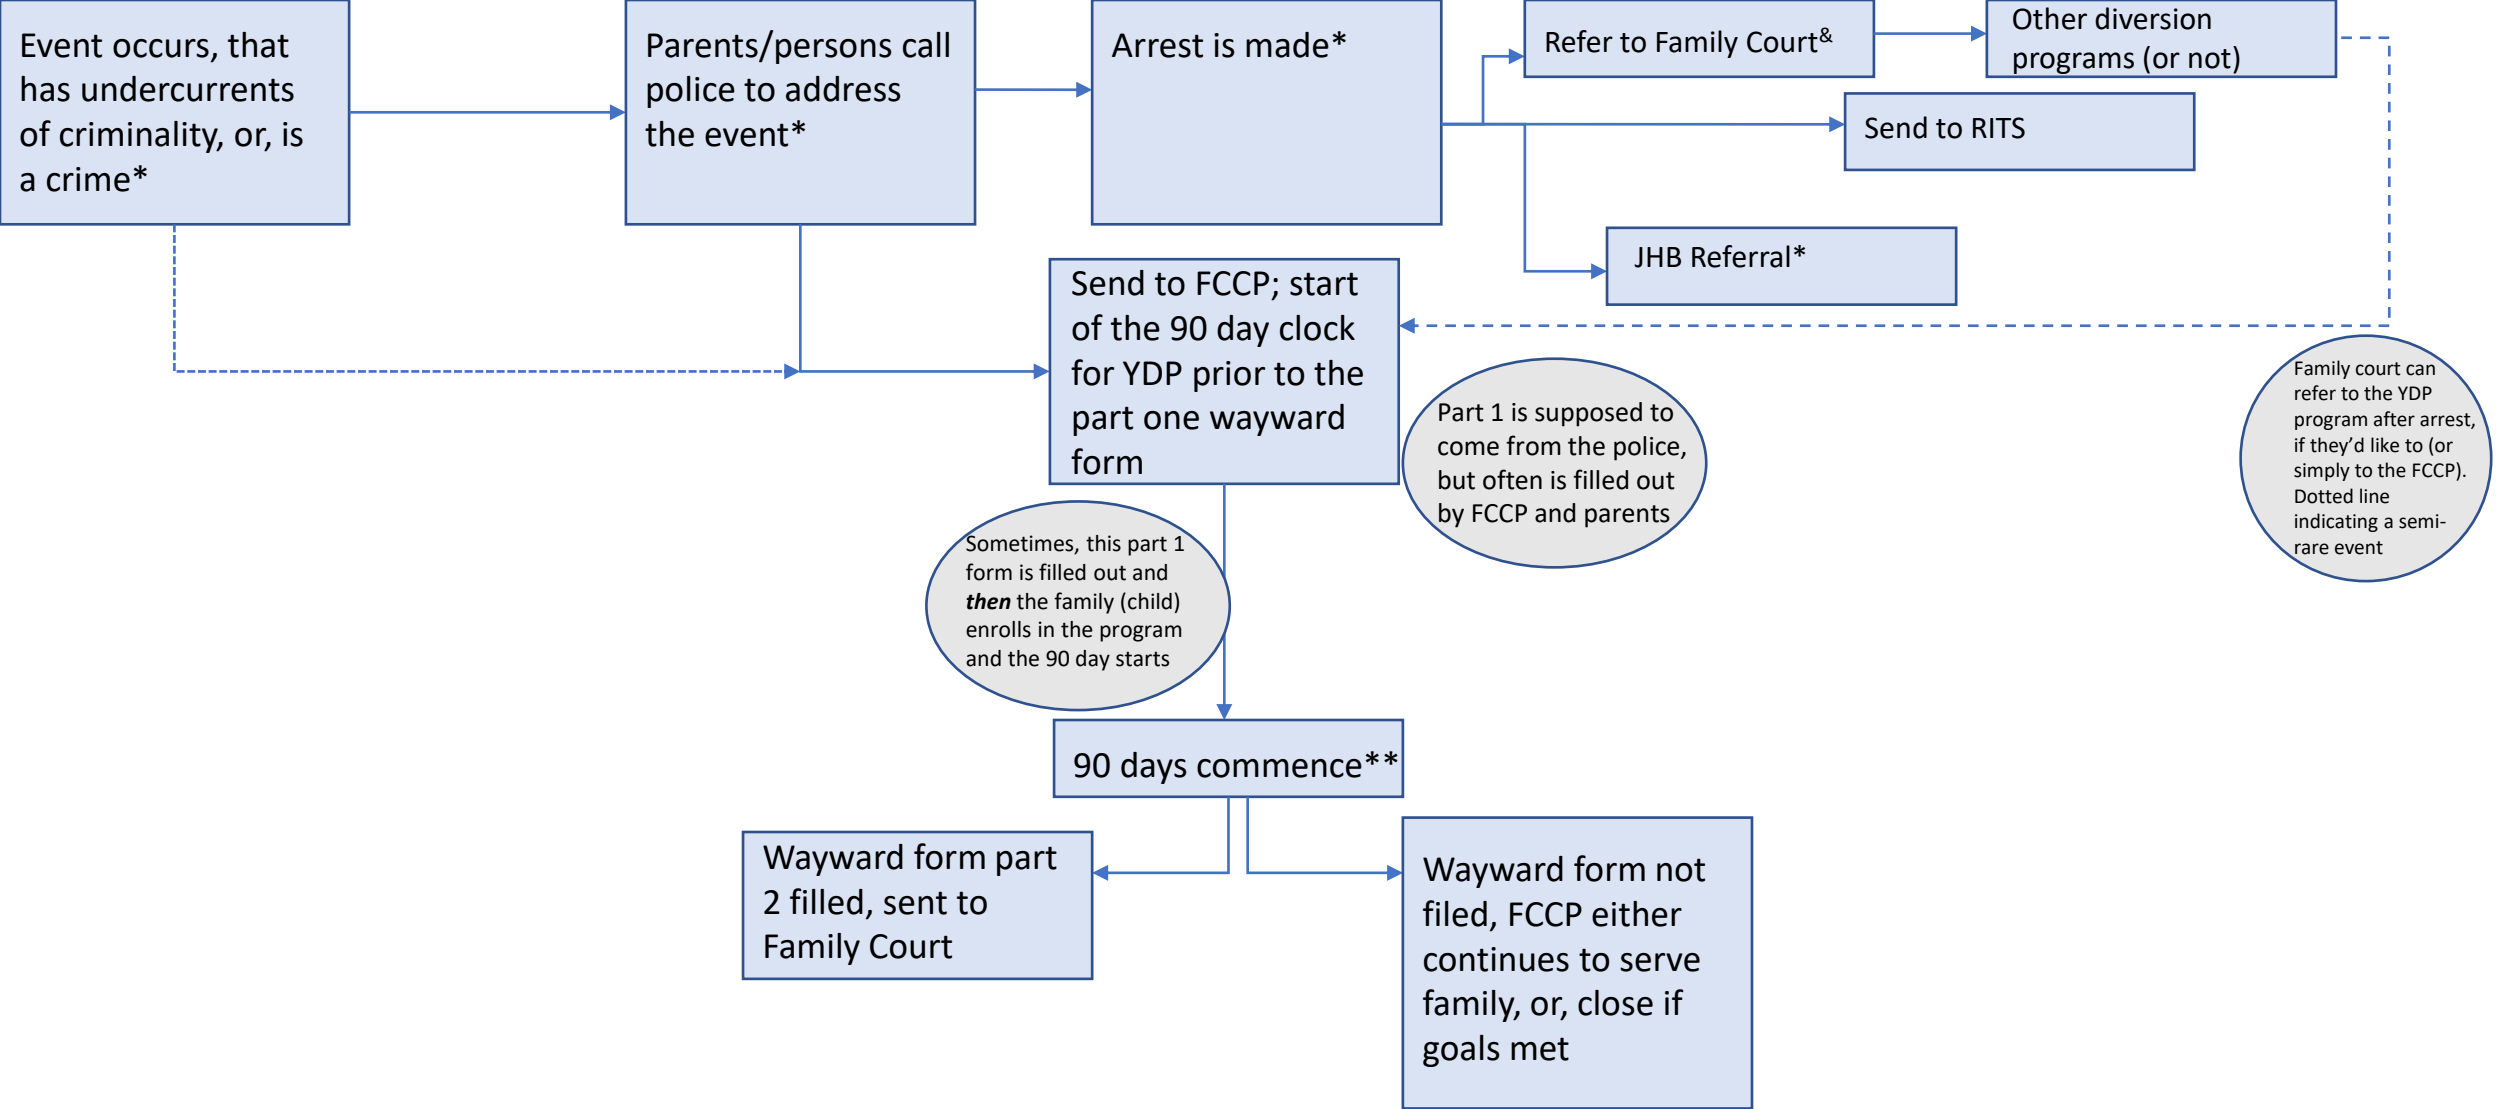 Event occurs, that
has undercurrents
of criminality, or, is
a crime*
Parents/persons call
police to address
the event*
Arrest is made*
Refer to Family Court&
Other diversion
programs (or not)
Send to RITS
JHB Referral*
Send to FCCP; start
of the 90 day clock
for YDP prior to the
part one wayward
form
Part 1 is supposed to
come from the police,
but often is filled out
by FCCP and parents
Family court can
refer to the YDP
program after arrest,
if they’d like to (or
simply to the FCCP).
Dotted line
indicating a semi-
rare event
Sometimes, this part 1
form is filled out and
then the family (child)
enrolls in the program
and the 90 day starts
90 days commence**
Wayward form part
2 filled, sent to
Family Court
Wayward form not
filed, FCCP either
continues to serve
family, or, close if
goals met